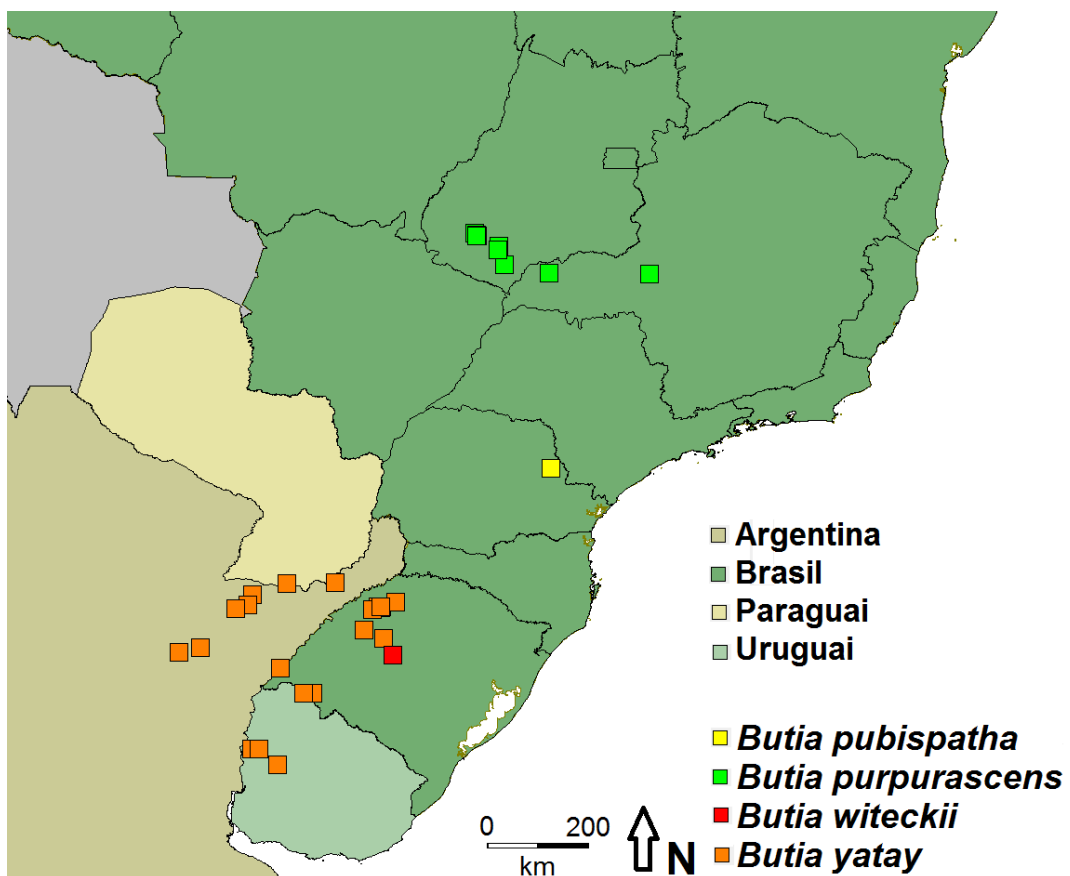 Argentina
Brasil
Paraguai
Uruguai
Butia pubispatha
Butia purpurascens
Butia witeckii
Butia yatay
0 200
km
N